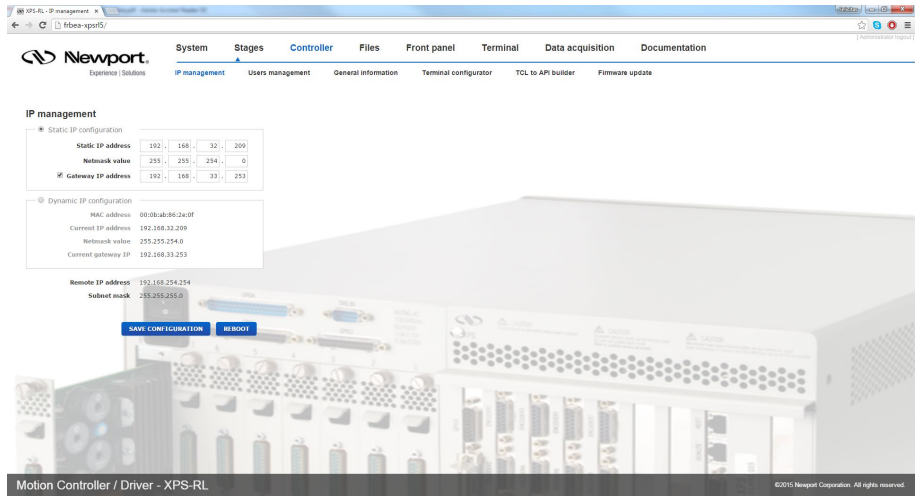 XPS-RL - IP management
frbea-xpsrl5/
[ Administrator logout ]
Newport.
Experience | Solutions
System Stages Controller Files Front panel Terminal Data acquisition Documentation
IP management Users management General information Terminal configurator TCL to API builder Firmware update
IP management
Static IP configuration
Static IP address 192 . 168 . 32 . 209
Netmask value 255 . 255 . 254 . 0
Gateway IP address 192 . 168 . 33 . 253
Dynamic IP configuration
MAC address 00:0b:ab:86:2e:0f
Current IP address 192.168.32.209
Netmask value 255.255.254.0
Current gateway IP 192.168.33.253
Remote IP address 192.168.254.254
Subnet mask 255.255.255.0
SAVE CONFIGURATION REBOOT
CAUTION
CAUTION
Motion Controller / Driver - XPS-RL
©2015 Newport Corporation. All rights reserved.